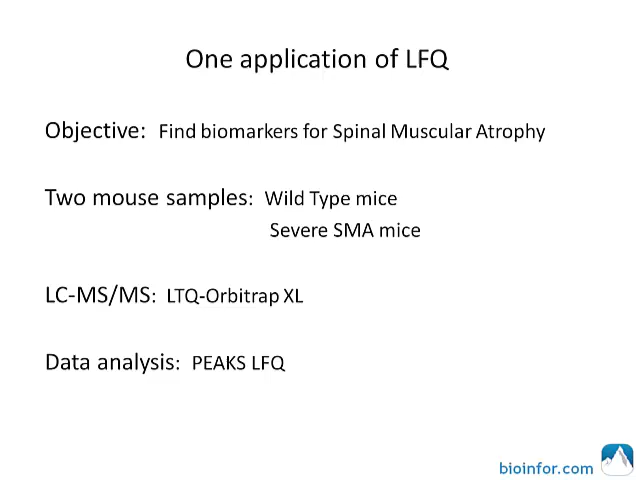 One application of LFQ
Objective: Find biomarkers for Spinal Muscular Atrophy
Two mouse samples: Wild Type mice
Severe SMA mice
LC-MS/MS: LTQ-Orbitrap XL
Data analysis: PEAKS LFQ
bioinfor.com